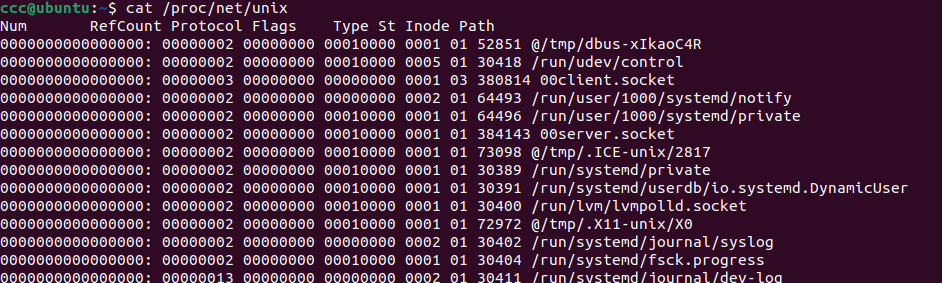 ccc@ubuntu:~$ cat /proc/net/unix
Num       RefCount Protocol Flags    Type St Inode Path
0000000000000000: 00000002 00000000 00010000 0001 01 52851 @/tmp/dbus-xIkaoC4R
0000000000000000: 00000002 00000000 00010000 0005 01 30418 /run/udev/control
0000000000000000: 00000003 00000000 00000000 0001 03 380814 00client.socket
0000000000000000: 00000002 00000000 00000000 0002 01 64493 /run/user/1000/systemd/notify
0000000000000000: 00000002 00000000 00010000 0001 01 64496 /run/user/1000/systemd/private
0000000000000000: 00000002 00000000 00010000 0001 01 384143 00server.socket
0000000000000000: 00000002 00000000 00010000 0001 01 73098 @/tmp/.ICE-unix/2817
0000000000000000: 00000002 00000000 00010000 0001 01 30389 /run/systemd/private
0000000000000000: 00000002 00000000 00010000 0001 01 30391 /run/systemd/userdb/io.systemd.DynamicUser
0000000000000000: 00000002 00000000 00010000 0001 01 30400 /run/lvm/lvmpolld.socket
0000000000000000: 00000002 00000000 00010000 0001 01 72972 @/tmp/.X11-unix/X0
0000000000000000: 00000002 00000000 00000000 0002 01 30402 /run/systemd/journal/syslog
0000000000000000: 00000002 00000000 00010000 0001 01 30404 /run/systemd/fsck.progress
0000000000000000: 00000013 00000000 00000000 0002 01 30411 /run/systemd/journal/dev-log